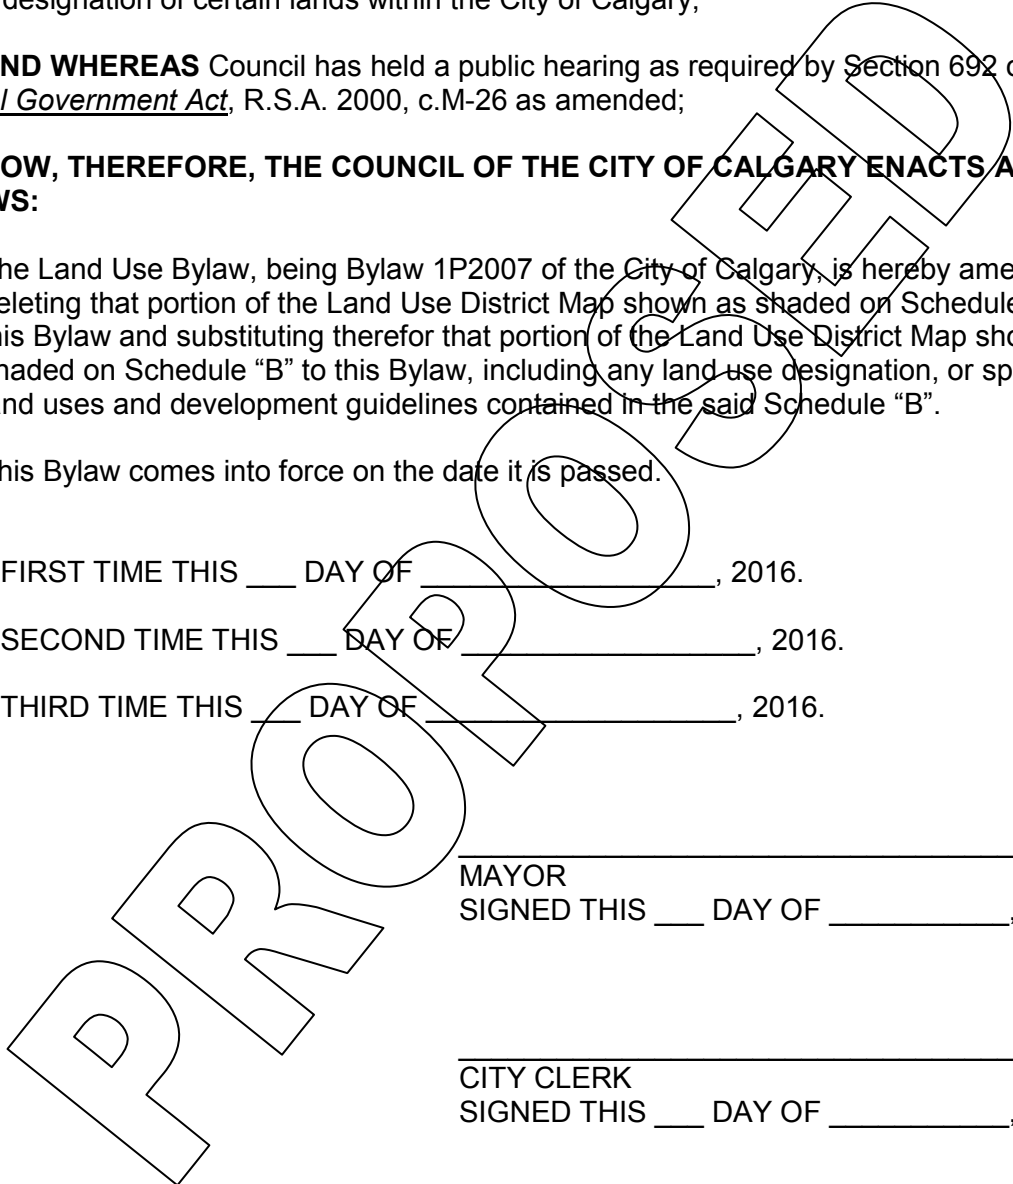 designation of certain lands within the City of Calgary;
ND WHEREAS Council has held a public hearing as required by Section 692
l Government Act, R.S.A. 2000, c.M-26 as amended;
OW, THEREFORE, THE COUNCIL OF THE CITY OF CALGARY ENACTS A
WS:
he Land Use Bylaw, being Bylaw 1P2007 of the City of Calgary, is hereby ame
eleting that portion of the Land Use District Map shown as shaded on Schedule
his Bylaw and substituting therefor that portion of the Land Use District Map sho
haded on Schedule “B” to this Bylaw, including any land use designation, or sp
nd uses and development guidelines contained in the said Schedule “B”.
his Bylaw comes into force on the date it is passed.
FIRST TIME THIS ___ DAY OF __________________, 2016.
SECOND TIME THIS ___ DAY OF __________________, 2016.
THIRD TIME THIS ___ DAY OF ___________________, 2016.
MAYOR
SIGNED THIS ___ DAY OF ___________,
CITY CLERK
SIGNED THIS ___ DAY OF ___________,
PROPOSED